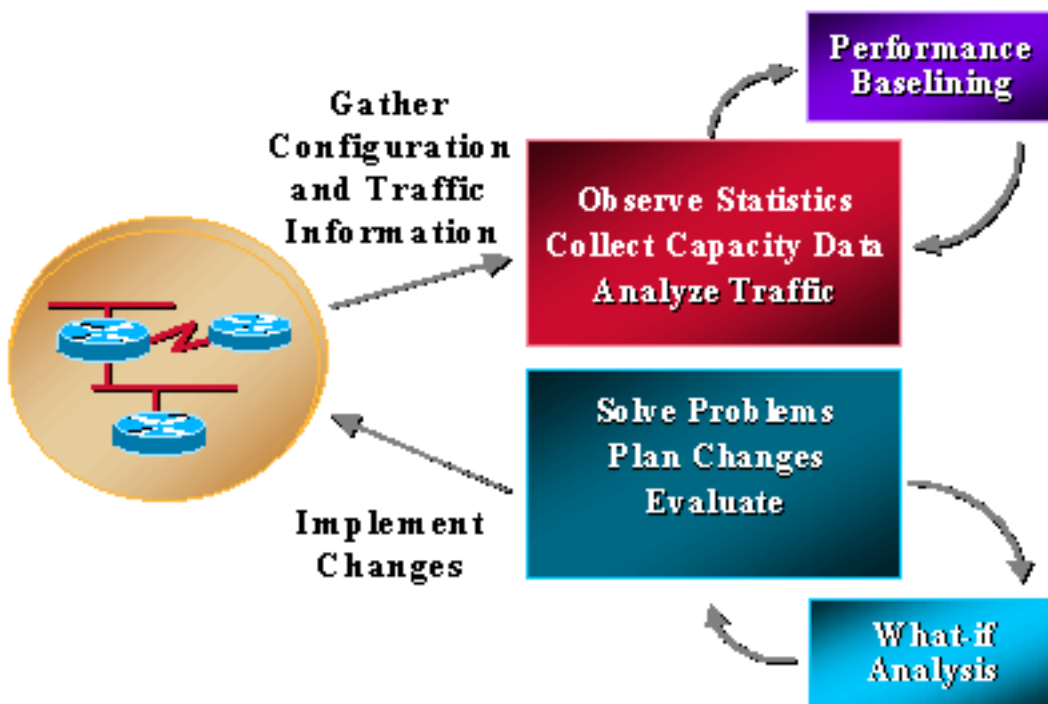 Performance
Baselining
Gather
Configuration
and Traffic
Information
Observe Statistics
Collect Capacity Data
Analyze Traffic
Solve Problems
Plan Changes
Evaluate
Implement
Changes
What-if
Analysis